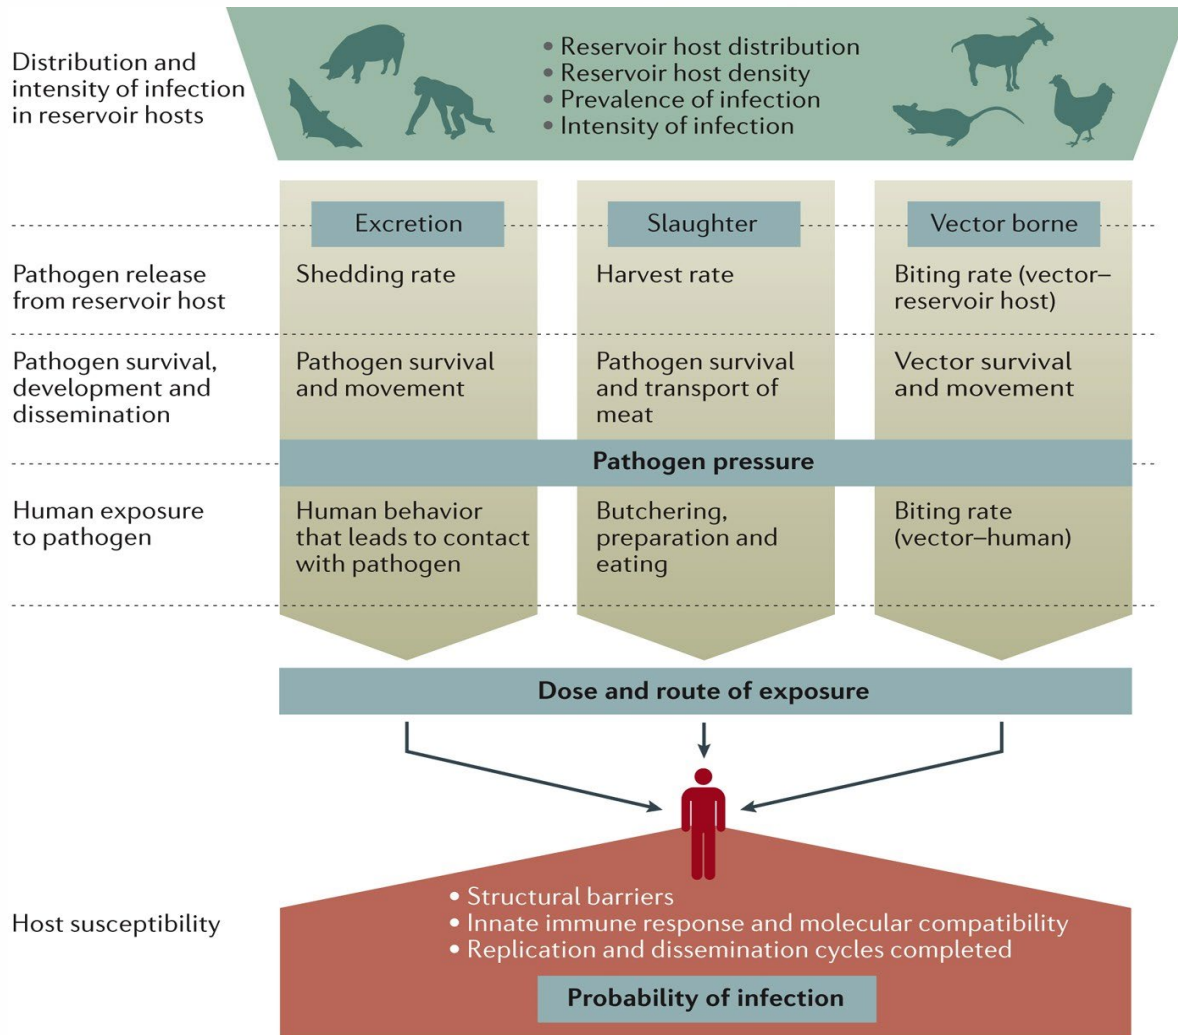 Distribution and
intensity of infection
in reservoir hosts
• Reservoir host distribution
• Reservoir host density
• Prevalence of infection
• Intensity of infection
Excretion
Slaughter
Vector borne
Pathogen release
from reservoir host
Shedding rate
Harvest rate
Biting rate (vector–
reservoir host)
Pathogen survival,
development and
dissemination
Pathogen survival
and movement
Pathogen survival
and transport of
meat
Vector survival
and movement
Pathogen pressure
Human exposure
to pathogen
Human behavior
that leads to contact
with pathogen
Butchering,
preparation and
eating
Biting rate
(vector–human)
Dose and route of exposure
Host susceptibility
• Structural barriers
• Innate immune response and molecular compatibility
• Replication and dissemination cycles completed
Probability of infection